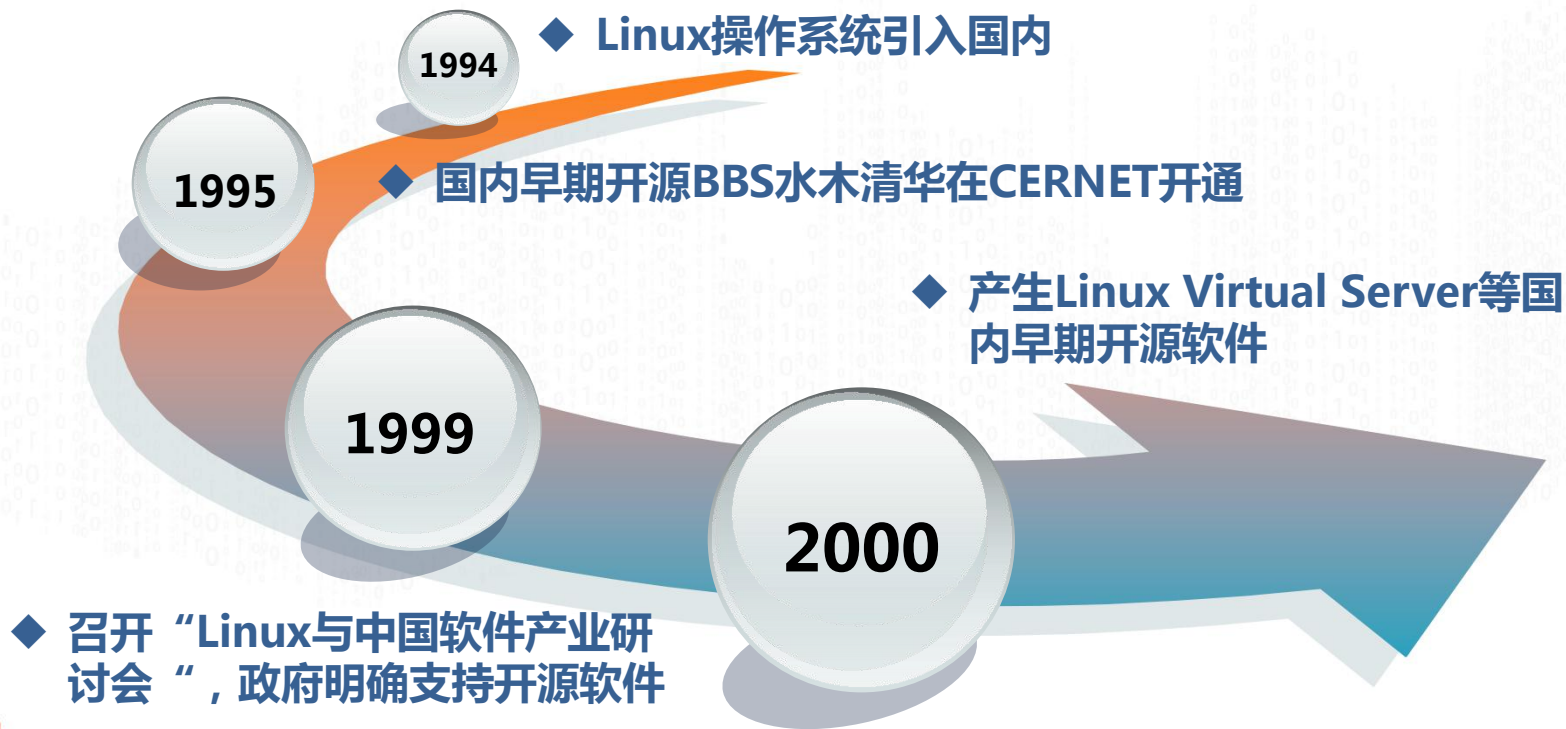 1994
◆ Linux操作系统引入国内
1995
◆ 国内早期开源BBS水木清华在CERNET开通
◆ 产生Linux Virtual Server等国
内早期开源软件
1999
2000
◆ 召开“Linux与中国软件产业研
讨会“，政府明确支持开源软件